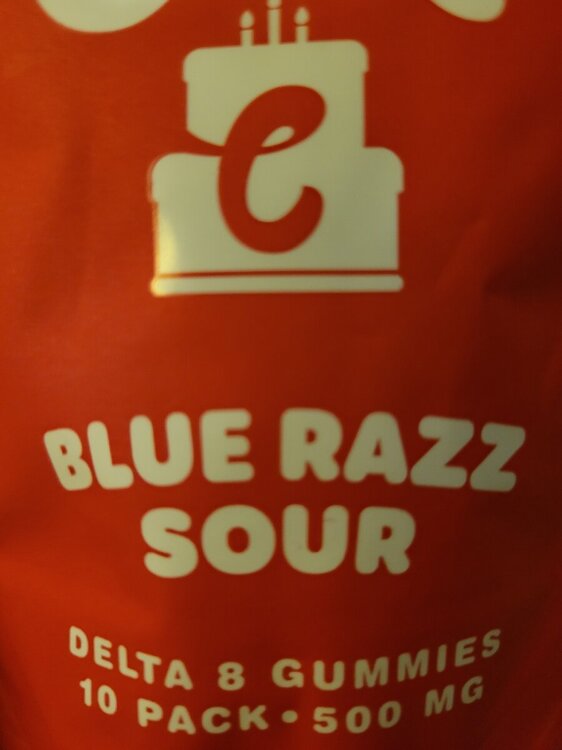 C
BLUE RAZZ
SOUR
DELTA 8 GUMMIES
10 PACK • 500 MG